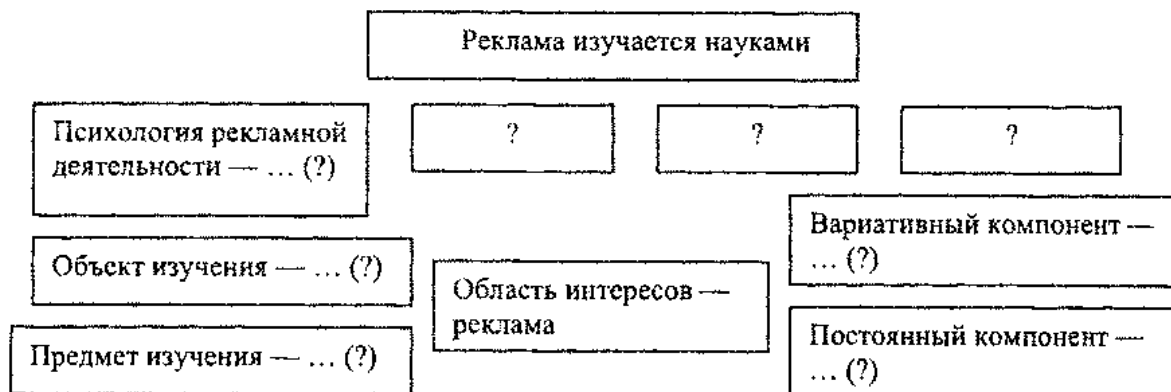 Реклама изучается науками
Психология рекламной
деятельности — ... (?)
?
?
?
Объект изучения — ... (?)
Предмет изучения — ... (?)
Область интересов —
реклама
Вариативный компонент —
... (?)
Постоянный компонент —
... (?)